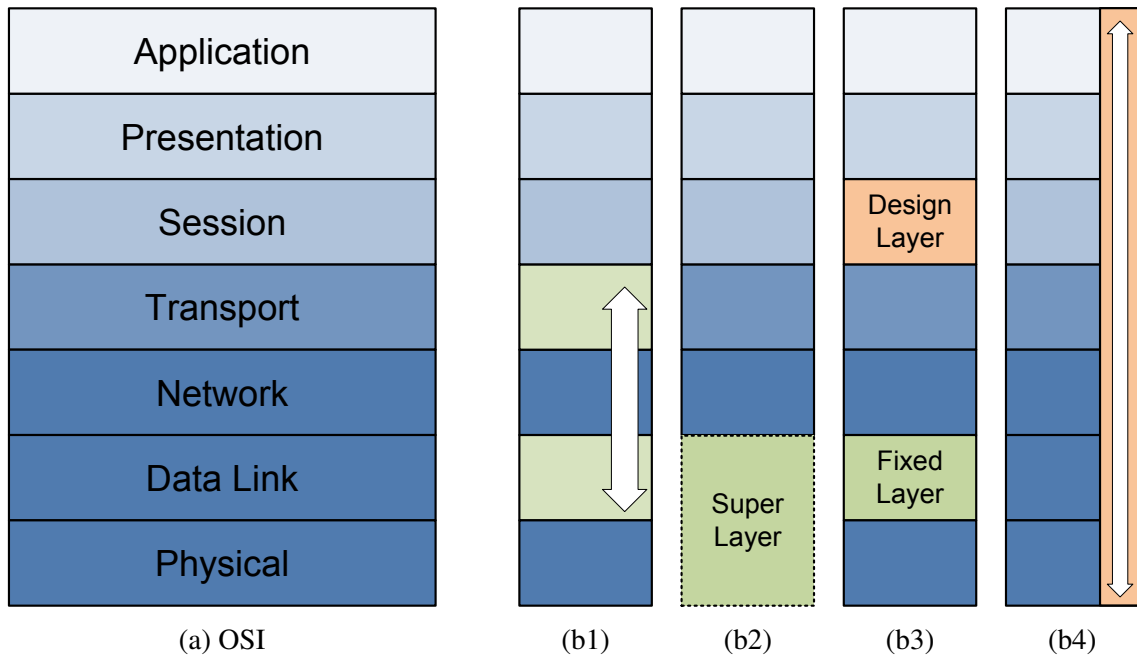 Application
Presentation
Session
Transport
Network
Data Link
Physical
Super
Layer
Design
Layer
Fixed
Layer
(a) OSI
(b1)
(b2)
(b3)
(b4)